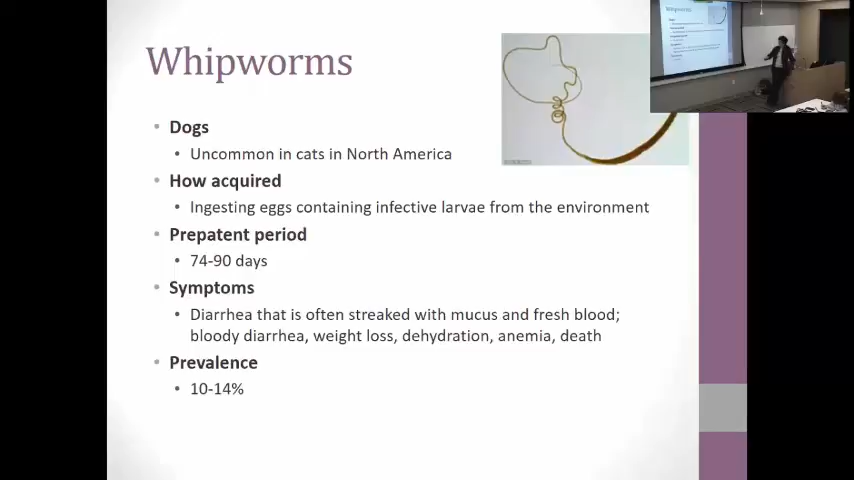 Whipworms
• Dogs
• Uncommon in cats in North America
• How acquired
• Ingesting eggs containing infective larvae from the environment
• Prepatent period
• 74-90 days
• Symptoms
• Diarrhea that is often streaked with mucus and fresh blood;
bloody diarrhea, weight loss, dehydration, anemia, death
• Prevalence
• 10-14%
Whipworms